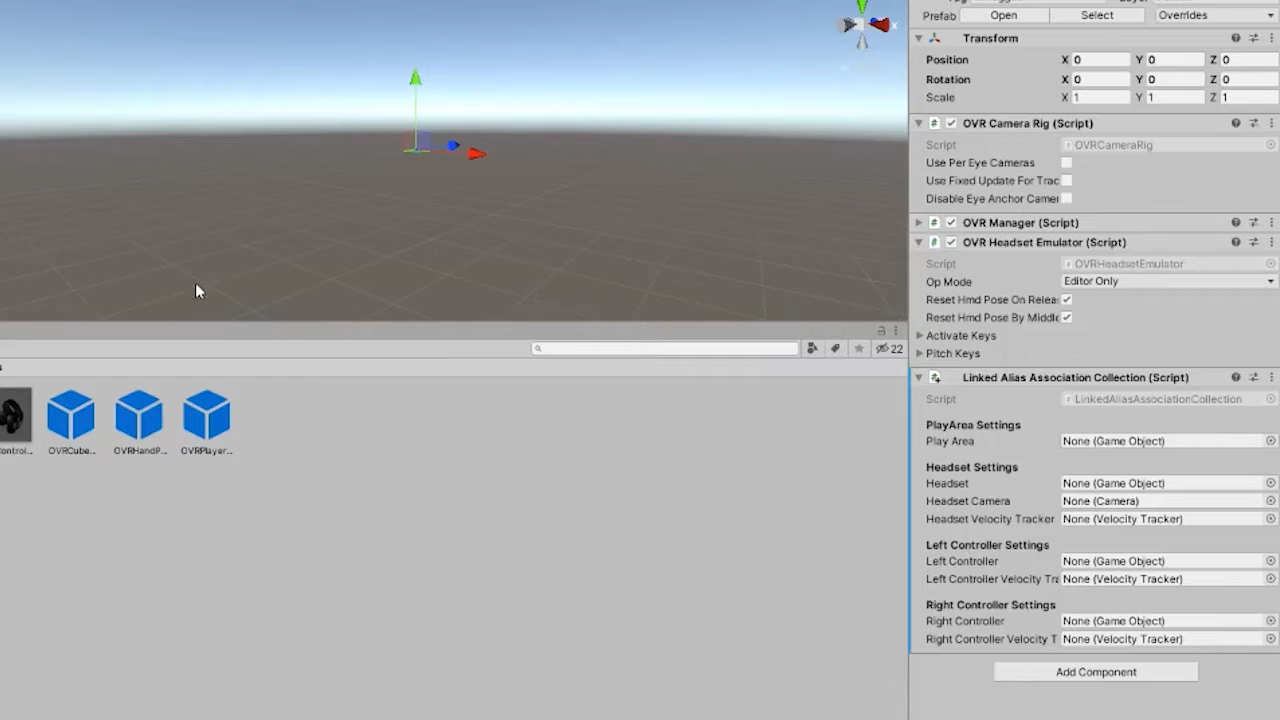 Prefab Open Select Overrides
Transform
Position X 0 Y 0 Z 0
Rotation X 0 Y 0 Z 0
Scale X 1 Y 1 Z 1
OVR Camera Rig (Script)
Script OVRCameraRig
Use Per Eye Cameras
Use Fixed Update For Trac
Disable Eye Anchor Camer
OVR Manager (Script)
OVR Headset Emulator (Script)
Script OVRHeadsetEmulator
Op Mode Editor Only
Reset Hmd Pose On Relea
Reset Hmd Pose By Middle
Activate Keys
Pitch Keys
22
Linked Alias Association Collection (Script)
Script LinkedAliasAssociationCollection
PlayArea Settings
Play Area None (Game Object)
Headset Settings
Headset None (Game Object)
Headset Camera None (Camera)
Headset Velocity Tracker None (Velocity Tracker)
Left Controller Settings
Left Controller None (Game Object)
Left Controller Velocity Tra None (Velocity Tracker)
Right Controller Settings
Right Controller None (Game Object)
Right Controller Velocity T None (Velocity Tracker)
Add Component
ontrol... OVRCube... OVRHandP... OVRPlayer...